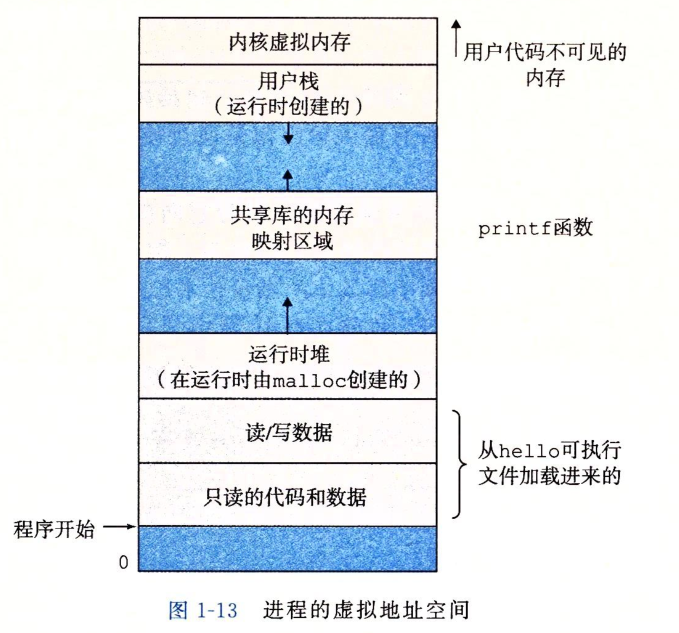 内核虚拟内存
用户代码不可见的
内存
用户栈
(运行时创建的)
共享库的内存
映射区域
printf函数
运行时堆
(在运行时由malloc创建的)
读/写数据
从hello可执行
文件加载进来的
只读的代码和数据
程序开始
0
图 1-13 进程的虚拟地址空间